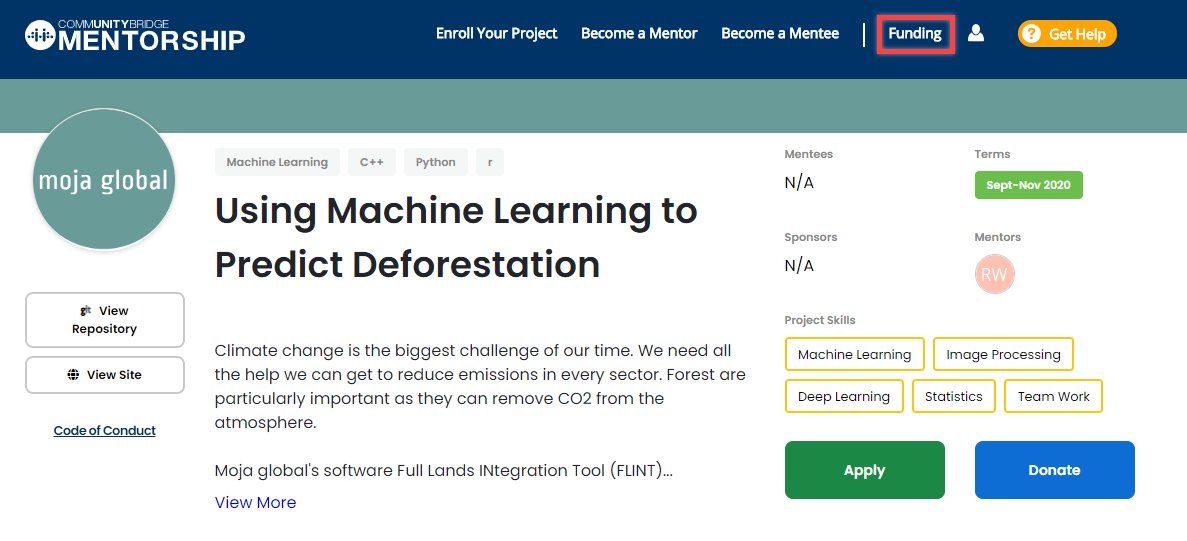 COMMUNITYBRIDGE
MENTORSHIP
Enroll Your Project
Become a Mentor
Become a Mentee
Funding
? Get Help
moja global
git View
Repository
View Site
Code of Conduct
Machine Learning
C++
Python
r
Using Machine Learning to
Predict Deforestation
Climate change is the biggest challenge of our time. We need all
the help we can get to reduce emissions in every sector. Forest are
particularly important as they can remove CO2 from the
atmosphere.
Moja global's software Full Lands INtegration Tool (FLINT)...
View More
Mentees
N/A
Terms
Sept-Nov 2020
Sponsors
N/A
Mentors
RW
Project Skills
Machine Learning
Image Processing
Deep Learning
Statistics
Team Work
Apply
Donate